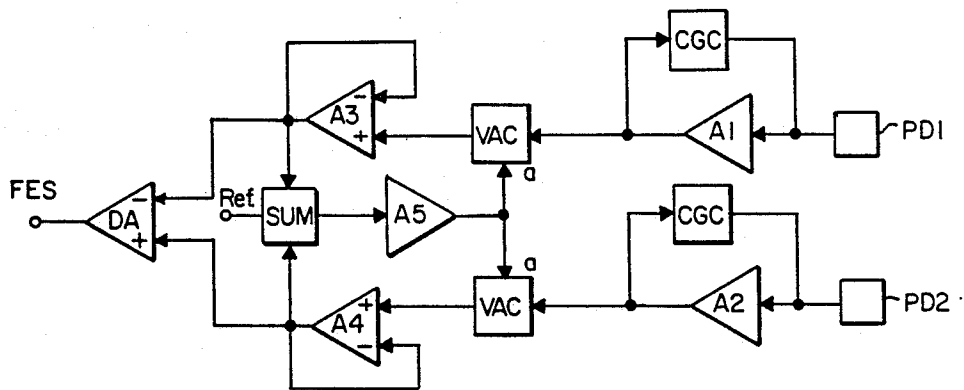 CGC
A3
-
+
VAC
A1
PD1
a
FES
Ref
DA
-
+
SUM
A5
CGC
a
A4
+
-
VAC
A2
PD2